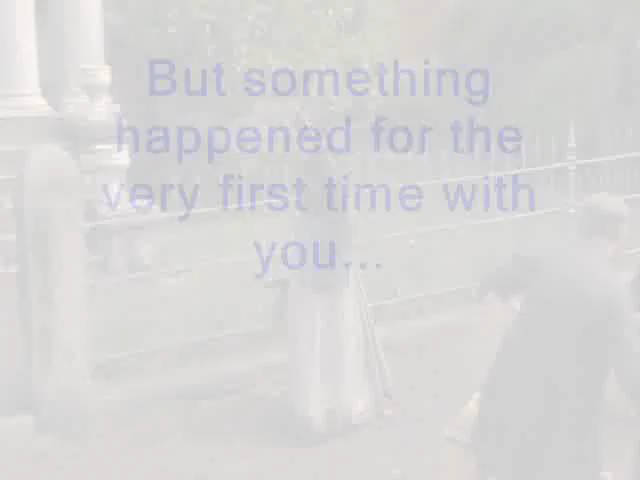 But something
happened for the
very first time with
you...